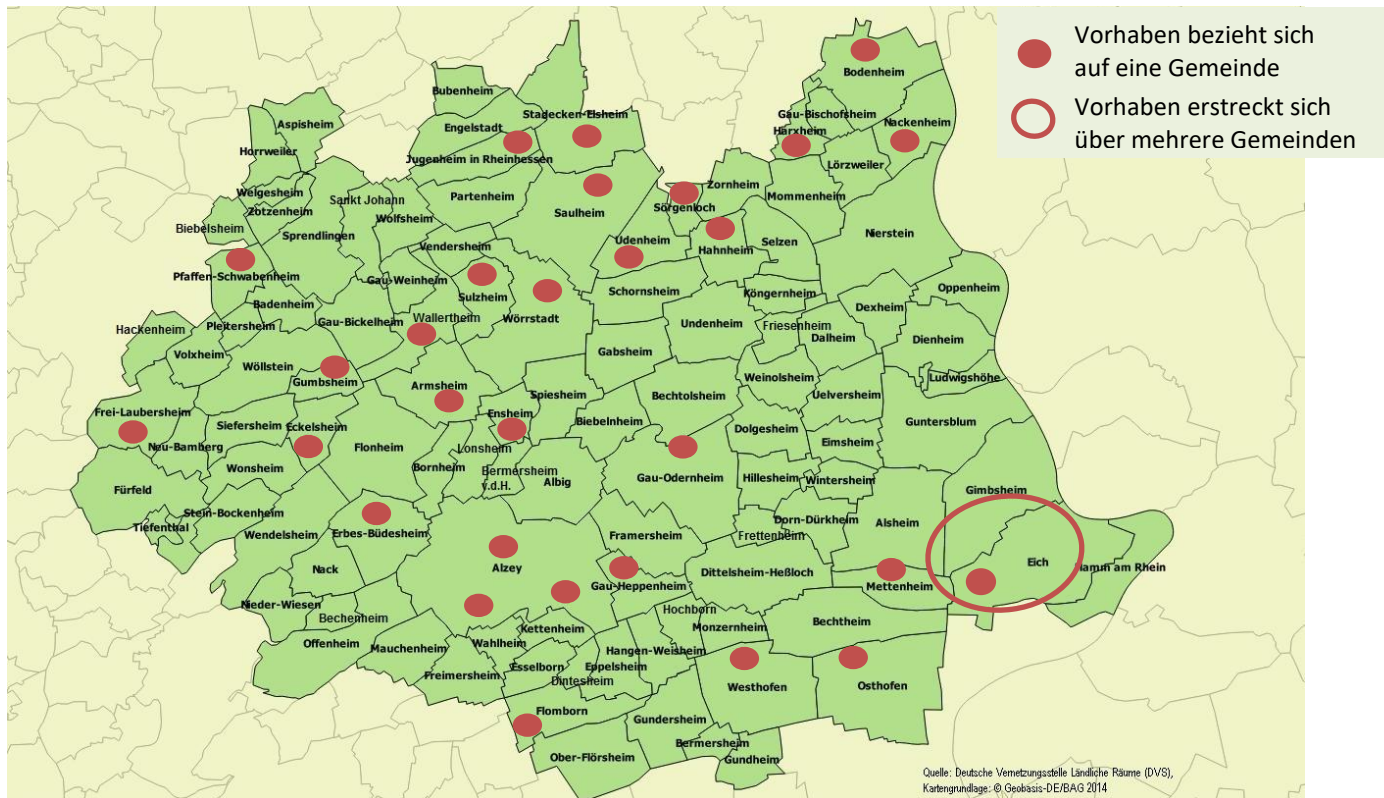 Vorhaben bezieht sich
auf eine Gemeinde
Vorhaben erstreckt sich
über mehrere Gemeinden
Bodenheim
Bubenheim
Stadecken-Elsheim
Gau-Bischofsheim
Nackenheim
Aspisheim
Engelstadt
Harxheim
Horrweiler
Jugenheim in Rheinhessen
Lörzweiler
Welgesheim
Sankt Johann
Partenheim
Zornheim
Mommenheim
Zotzenheim
Wolfsheim
Saulheim
Sörgenloch
Biebelsheim
Sprendlingen
Vendersheim
Udenheim
Hahnheim
Selzen
Nierstein
Pfaffen-Schwabenheim
Gau-Weinheim
Sulzheim
Schornsheim
Köngernheim
Oppenheim
Badenheim
Wallertheim
Wörrstadt
Dexheim
Hackenheim
Pleitersheim
Gau-Bickelheim
Undenheim
Friesenheim
Dalheim
Dienheim
Volxheim
Wöllstein
Gabsheim
Gumbsheim
Armsheim
Weinolsheim
Ludwigshöhe
Frei-Laubersheim
Spiesheim
Bechtolsheim
Uelversheim
Siefersheim
Eckelsheim
Ensheim
Biebelnheim
Dolgesheim
Guntersblum
Neu-Bamberg
Flonheim
Lonsheim
Eimsheim
Wonsheim
Bornheim
Bermersheim
v.d.H.
Albig
Gau-Odernheim
Hillesheim
Wintersheim
Fürfeld
Gimbsheim
Stein-Bockenheim
Tiefenthal
Wendelsheim
Erbes-Büdesheim
Framersheim
Frettenheim
Dorn-Dürkheim
Alsheim
Nack
Alzey
Gau-Heppenheim
Dittelsheim-Heßloch
Mettenheim
Eich
Hamm am Rhein
Nieder-Wiesen
Bechenheim
Hochborn
Offenheim
Mauchenheim
Wahlheim
Kettenheim
Monzernheim
Bechtheim
Freimersheim
Esselborn
Eppelsheim
Hangen-Weisheim
Dintesheim
Westhofen
Osthofen
Flomborn
Gundersheim
Ober-Flörsheim
Bermersheim
Gundheim
Quelle: Deutsche Vernetzungsstelle Ländliche Räume (DVS),
Kartengrundlage: © Geobasis-DE/BAG 2014